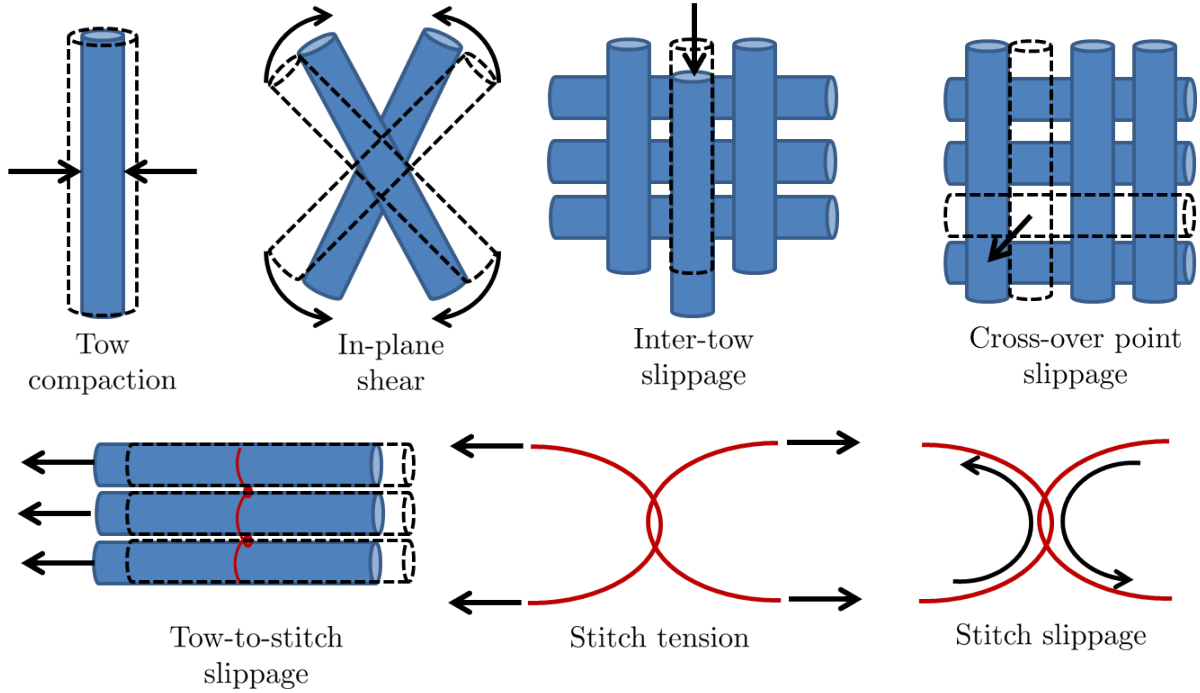 Tow
compaction
In-plane
shear
Inter-tow
slippage
Cross-over point
slippage
Tow-to-stitch
slippage
Stitch tension
Stitch slippage